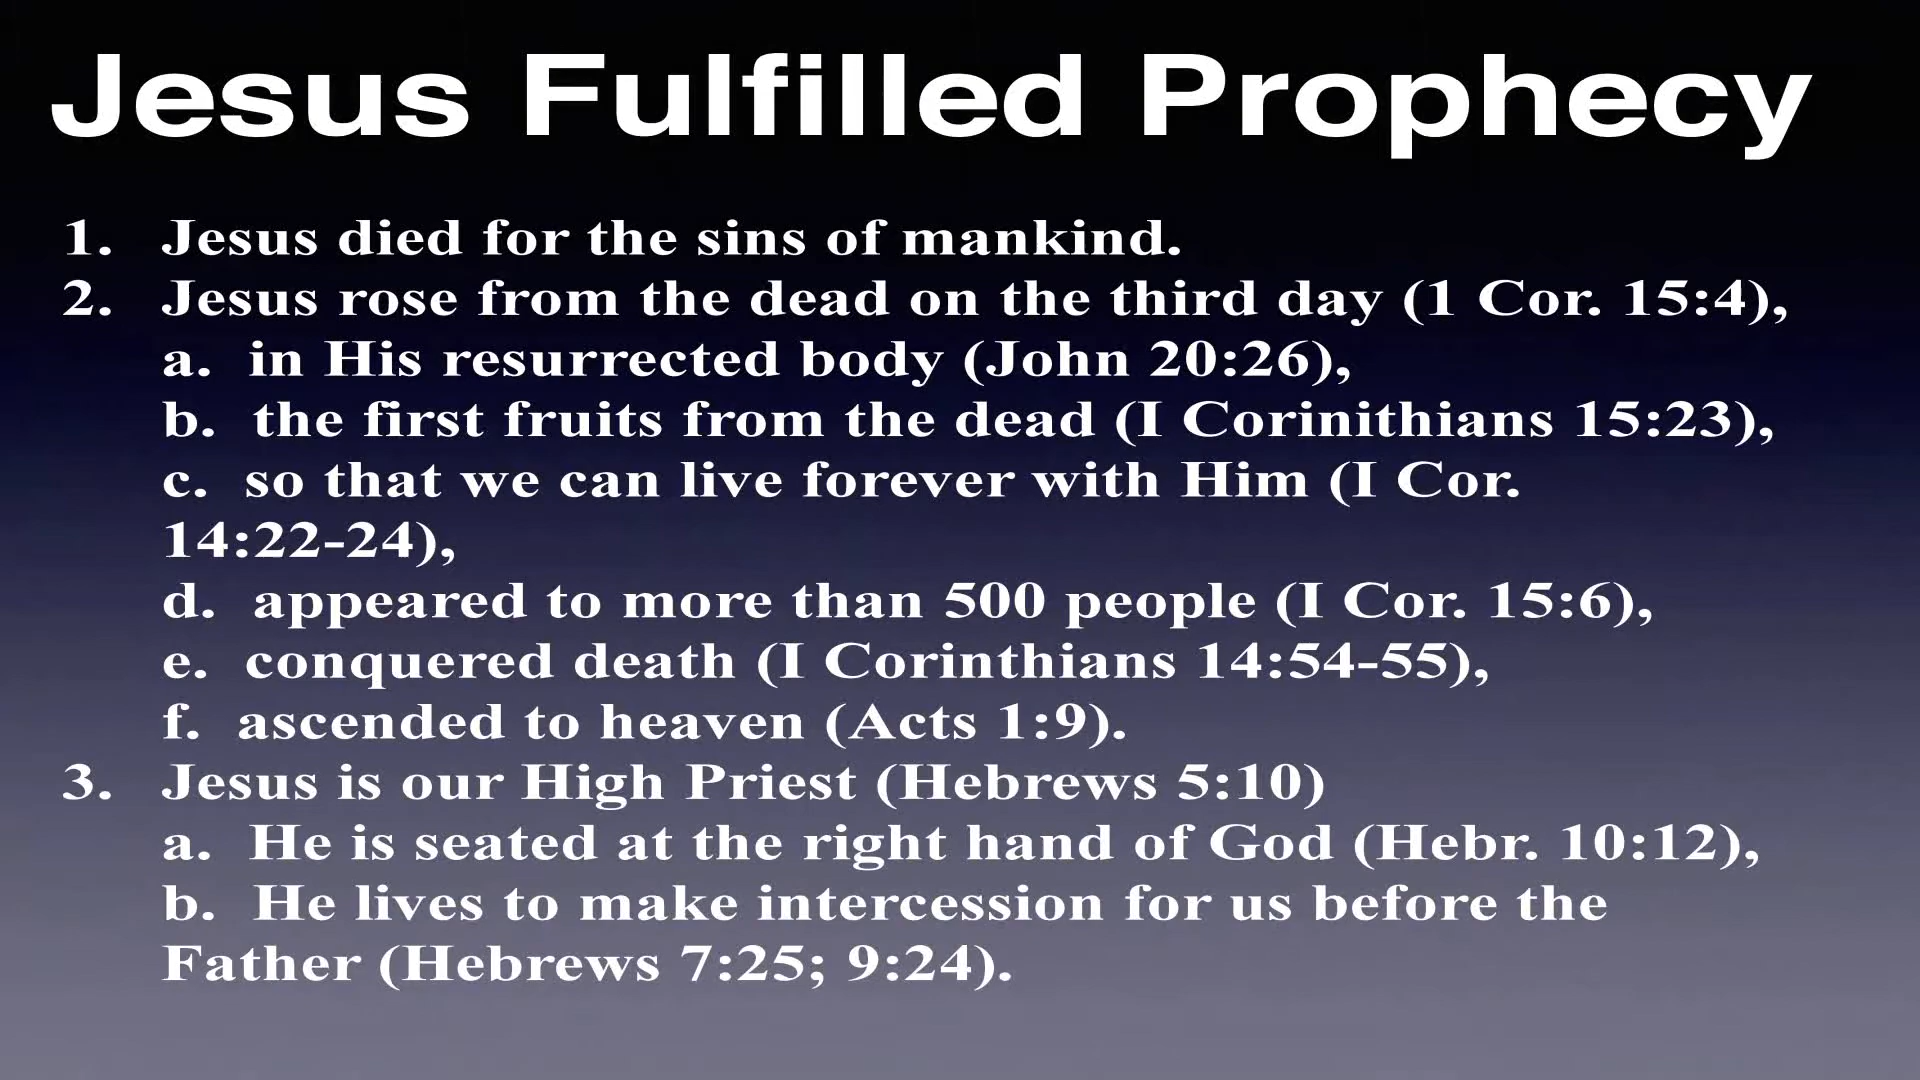 Jesus Fulfilled Prophecy
1. Jesus died for the sins of mankind.
2. Jesus rose from the dead on the third day (1 Cor. 15:4),
a. in His resurrected body (John 20:26),
b. the first fruits from the dead (I Corinithians 15:23),
c. so that we can live forever with Him (I Cor.
14:22-24),
d. appeared to more than 500 people (I Cor. 15:6),
e. conquered death (I Corinthians 14:54-55),
f. ascended to heaven (Acts 1:9).
3. Jesus is our High Priest (Hebrews 5:10)
a. He is seated at the right hand of God (Hebr. 10:12),
b. He lives to make intercession for us before the
Father (Hebrews 7:25; 9:24).